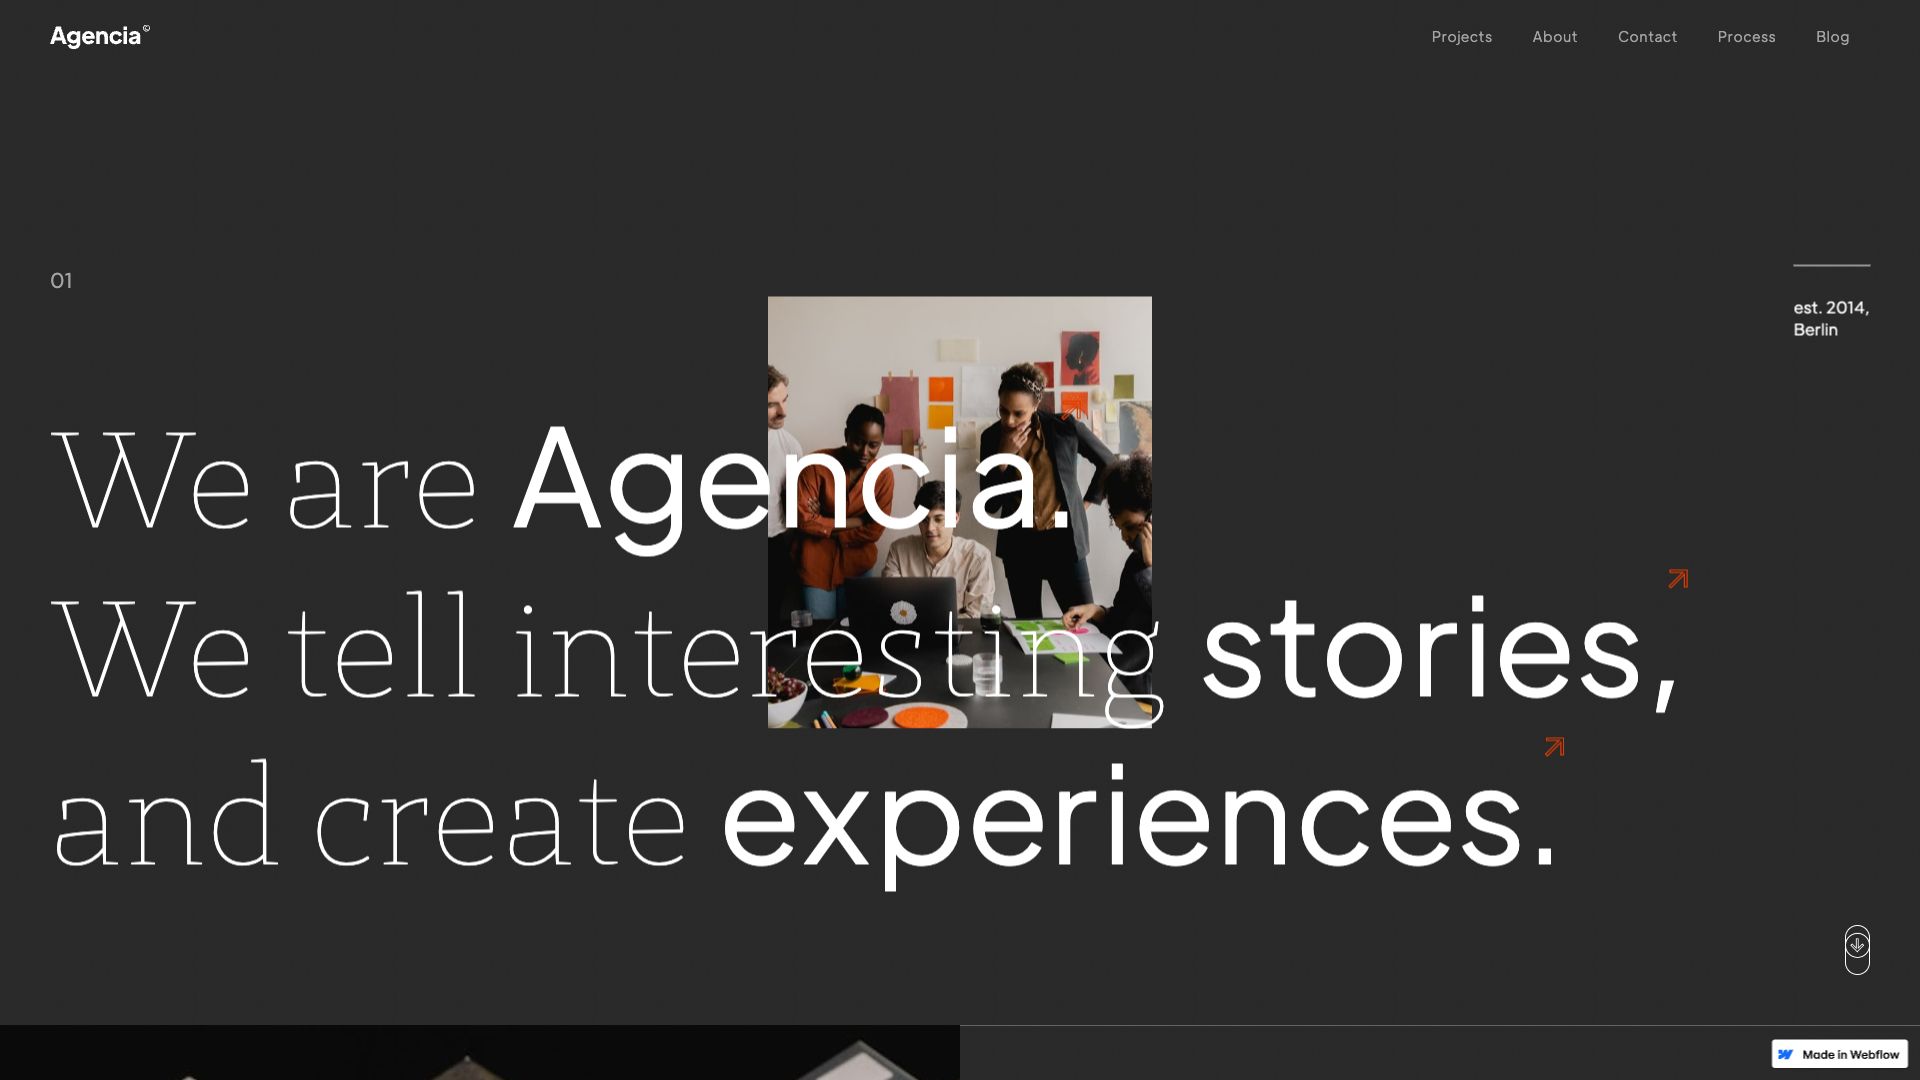 Agencia©
Projects About Contact Process Blog
01
est. 2014,
Berlin
We are Agencia.
We tell interesting stories,
and create experiences.
Made in Webflow